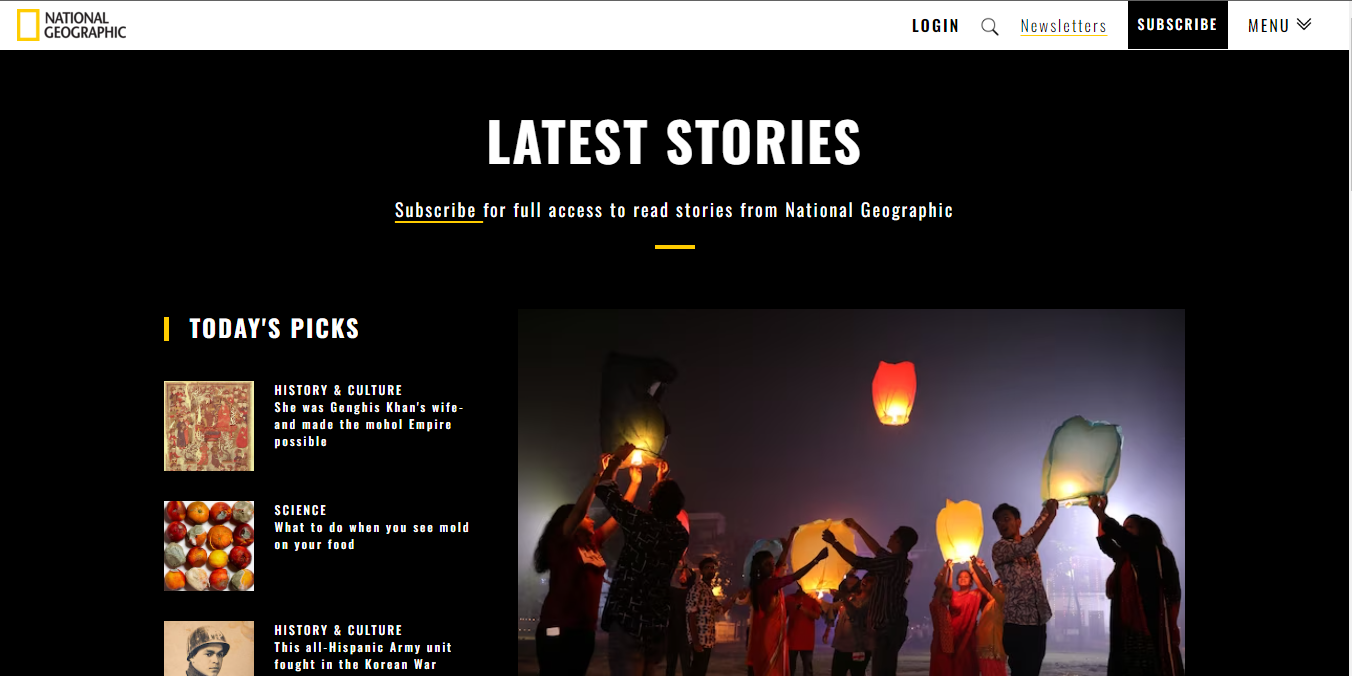 NATIONAL
GEOGRAPHIC
LOGIN
Newsletters
SUBSCRIBE
MENU
LATEST STORIES
Subscribe for full access to read stories from National Geographic
TODAY'S PICKS
HISTORY & CULTURE
She was Genghis Khan's wife-
and made the mohol Empire
possible
SCIENCE
What to do when you see mold
on your food
HISTORY & CULTURE
This all-Hispanic Army unit
fought in the Korean War